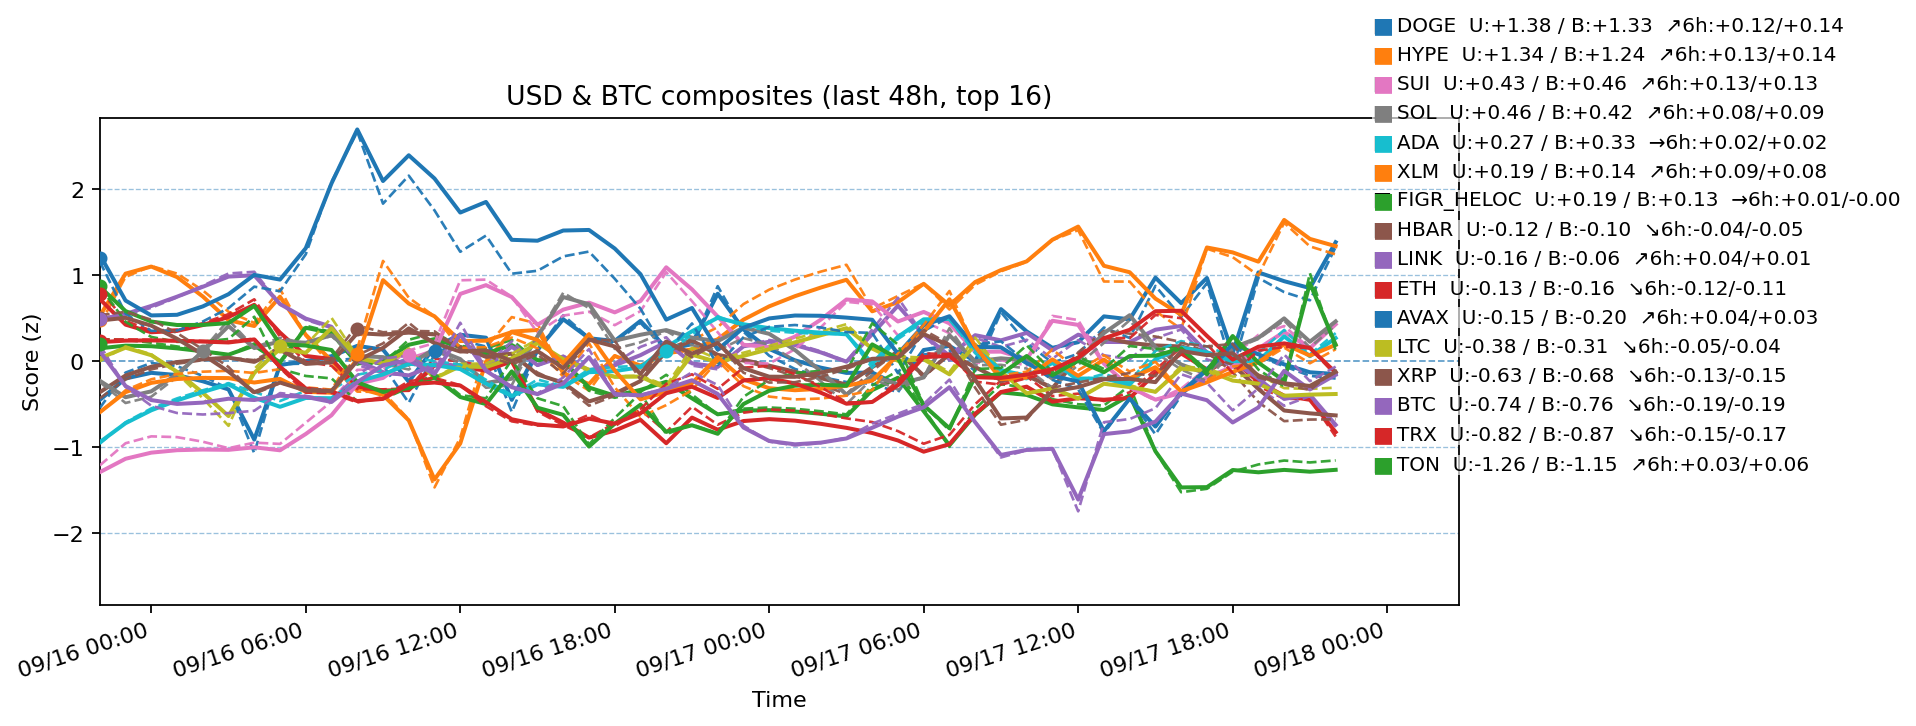 DOGE U:+1.38 / B:+1.33 ↗6h:+0.12/+0.14
HYPE U:+1.34 / B:+1.24 ↗6h:+0.13/+0.14
SUI U:+0.43 / B:+0.46 ↗6h:+0.13/+0.13
SOL U:+0.46 / B:+0.42 ↗6h:+0.08/+0.09
ADA U:+0.27 / B:+0.33 →6h:+0.02/+0.02
XLM U:+0.19 / B:+0.14 ↗6h:+0.09/+0.08
FIGR_HELOC U:+0.19 / B:+0.13 →6h:+0.01/-0.00
HBAR U:-0.12 / B:-0.10 ↘6h:-0.04/-0.05
LINK U:-0.16 / B:-0.06 ↗6h:+0.04/+0.01
ETH U:-0.13 / B:-0.16 ↘6h:-0.12/-0.11
AVAX U:-0.15 / B:-0.20 ↗6h:+0.04/+0.03
LTC U:-0.38 / B:-0.31 ↘6h:-0.05/-0.04
XRP U:-0.63 / B:-0.68 ↘6h:-0.13/-0.15
BTC U:-0.74 / B:-0.76 ↘6h:-0.19/-0.19
TRX U:-0.82 / B:-0.87 ↘6h:-0.15/-0.17
TON U:-1.26 / B:-1.15 ↗6h:+0.03/+0.06
USD & BTC composites (last 48h, top 16)
Score (z)
2
1
0
−1
−2
09/16 00:00
09/16 06:00
09/16 12:00
09/16 18:00
09/17 00:00
09/17 06:00
09/17 12:00
09/17 18:00
09/18 00:00
Time